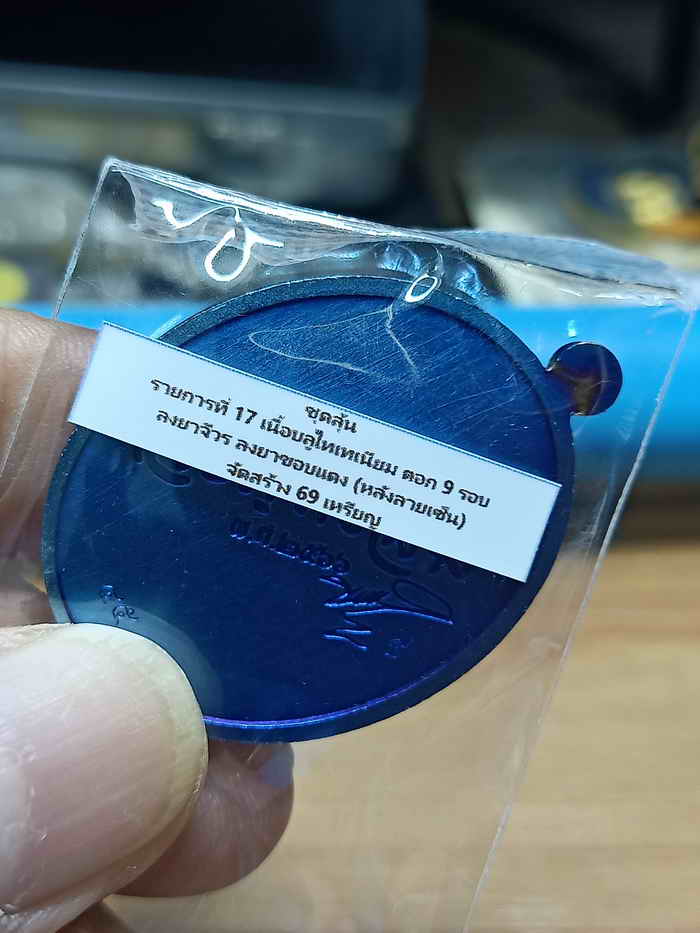 ชุดลุ้น
รายการที่ 17 เนื้อบลูไทเทเนียม ตอก 9 รอบ
ลงยาจีวร ลงยาขอบแดง (หลังลายเซ็น)
จัดสร้าง 69 เหรียญ